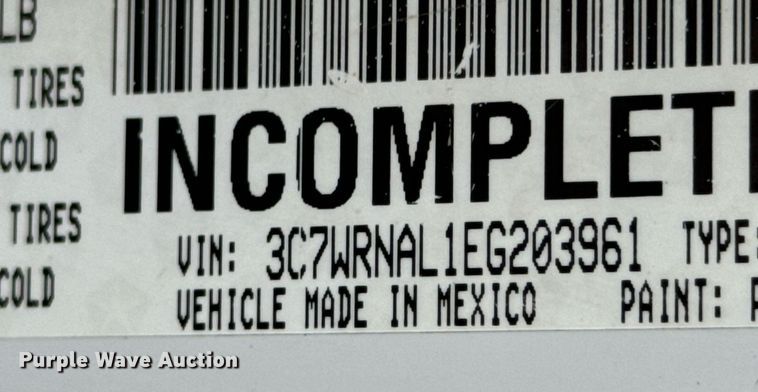 LB
TIRES
COLD
INCOMPLET
TIRES
VIN: 3C7WRNAL1EG203961 TYPE:
COLD
VEHICLE MADE IN MEXICO PAINT:
Purple Wave Auction